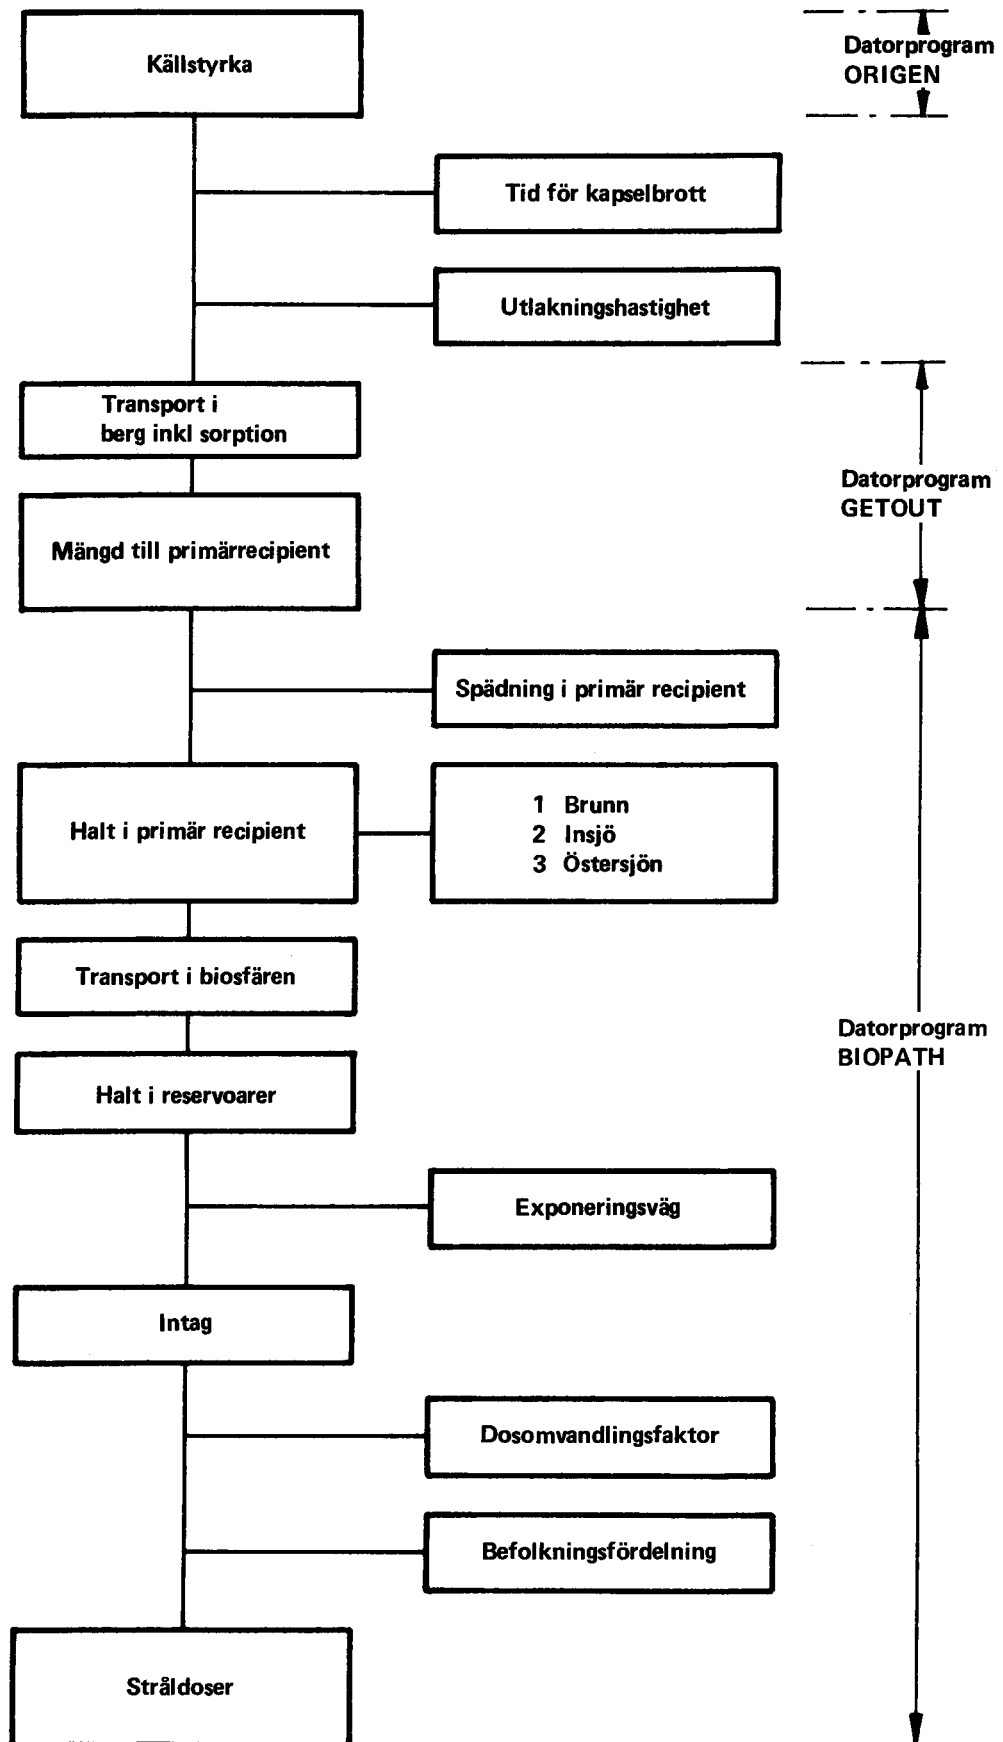 Källstyrka
Datorprogram
ORIGEN
Tid för kapselbrott
Utlakningshastighet
Transport i
berg inkl sorption
Mängd till primärrecipient
Datorprogram
GETOUT
Spädning i primär recipient
Halt i primär recipient
1 Brunn
2 Insjö
3 Östersjön
Transport i biosfären
Datorprogram
BIOPATH
Halt i reservoarer
Exponeringsväg
Intag
Dosomvandlingsfaktor
Befolkningsfördelning
Stråldoser